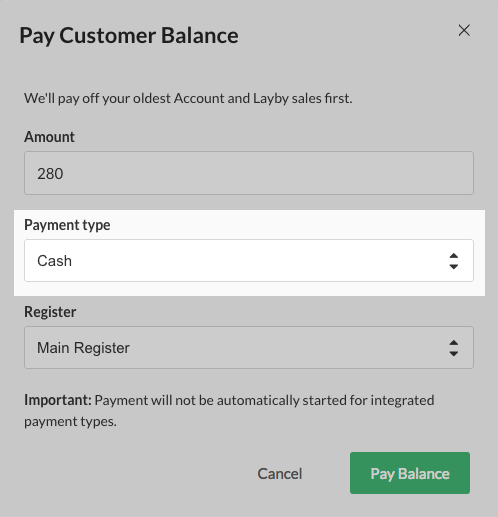 Pay Customer Balance
We'll pay off your oldest Account and Layby sales first.
Amount
280
Payment type
Cash
Register
Main Register
Important: Payment will not be automatically started for integrated
payment types.
Cancel
Pay Balance